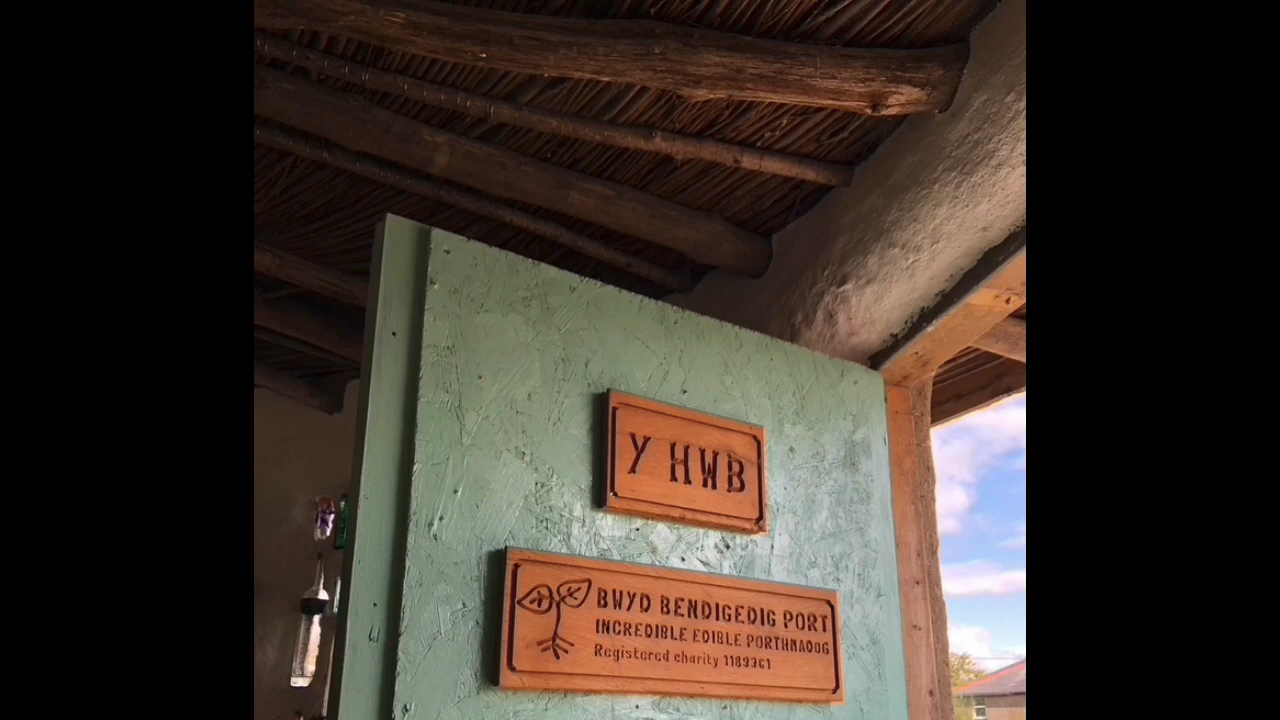 Y HWB
BWYD BENDIGEDIG PORT
INCREDIBLE EDIBLE PORTHMADOG
Registered charity 1189361